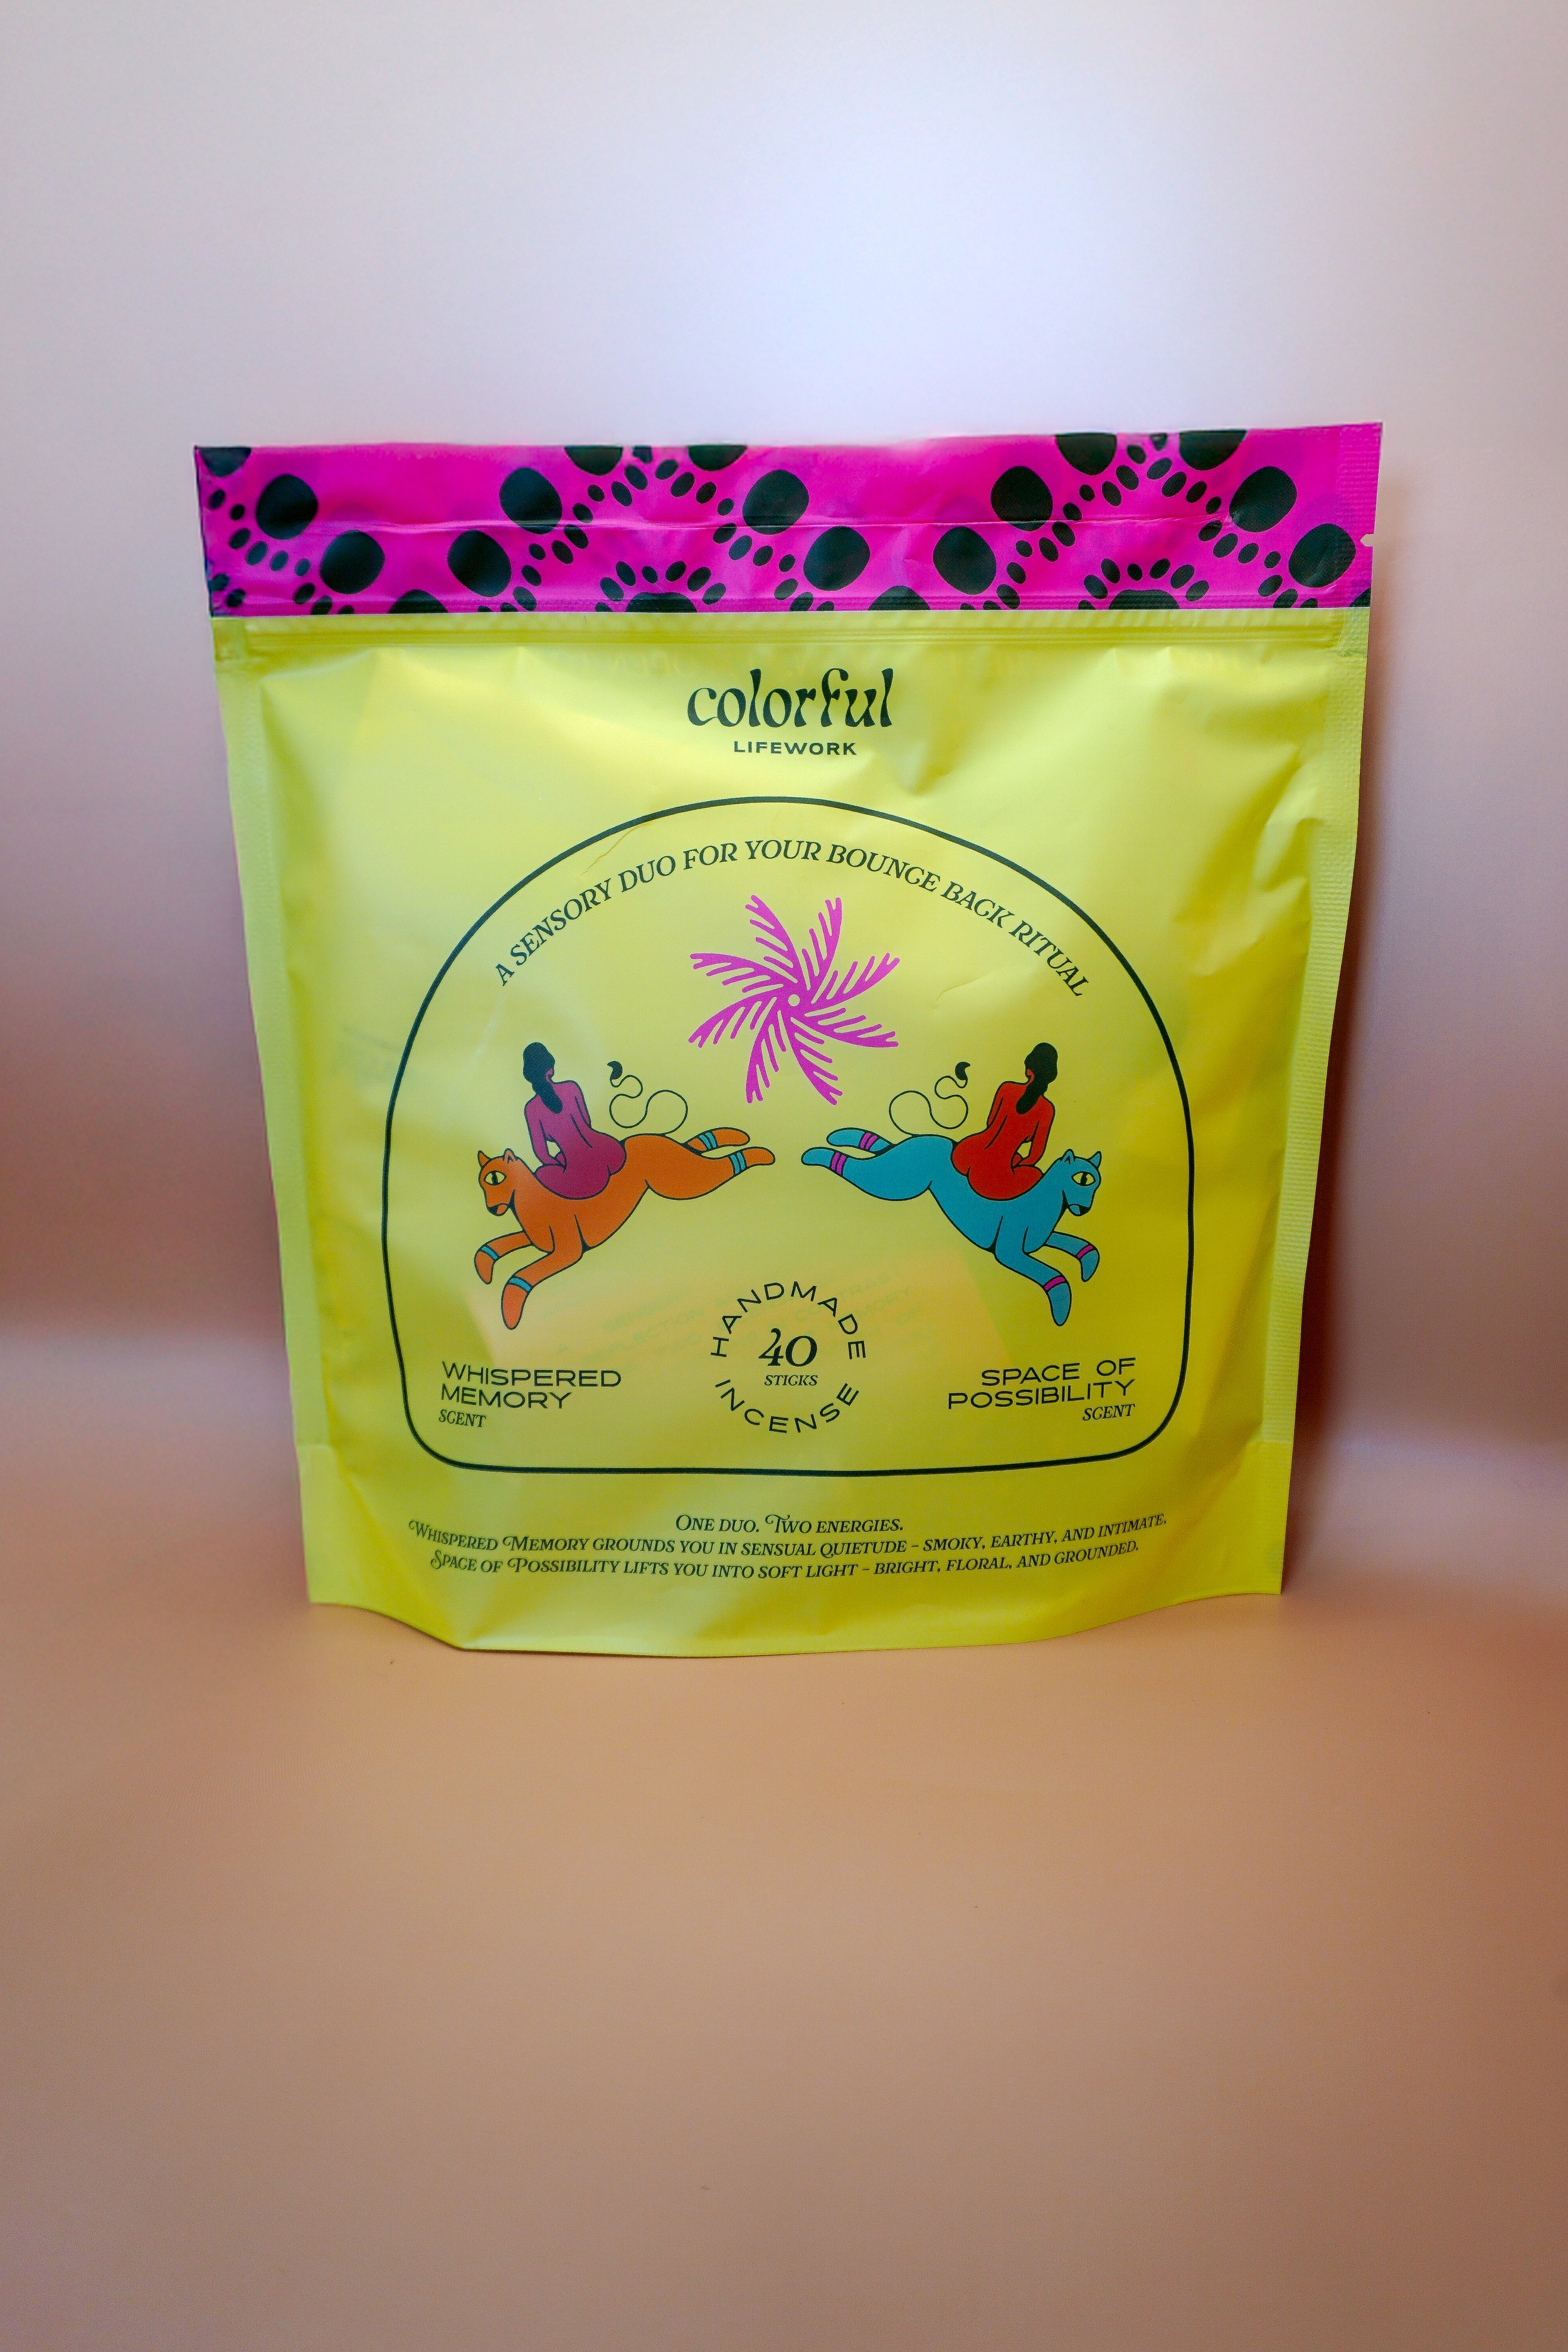 colorful
LIFEWORK
A SENSORY DUO FOR YOUR BOUNCE BACK RITUAL
HANDMADE
40
STICKS
INCENSE
WHISPERED
MEMORY
SCENT
SPACE OF
POSSIBILITY
SCENT
ONE DUO. TWO ENERGIES.
WHISPERED MEMORY GROUNDS YOU IN SENSUAL QUIETUDE – SMOKY, EARTHY, AND INTIMATE.
SPACE OF POSSIBILITY LIFTS YOU INTO SOFT LIGHT – BRIGHT, FLORAL, AND GROUNDED.